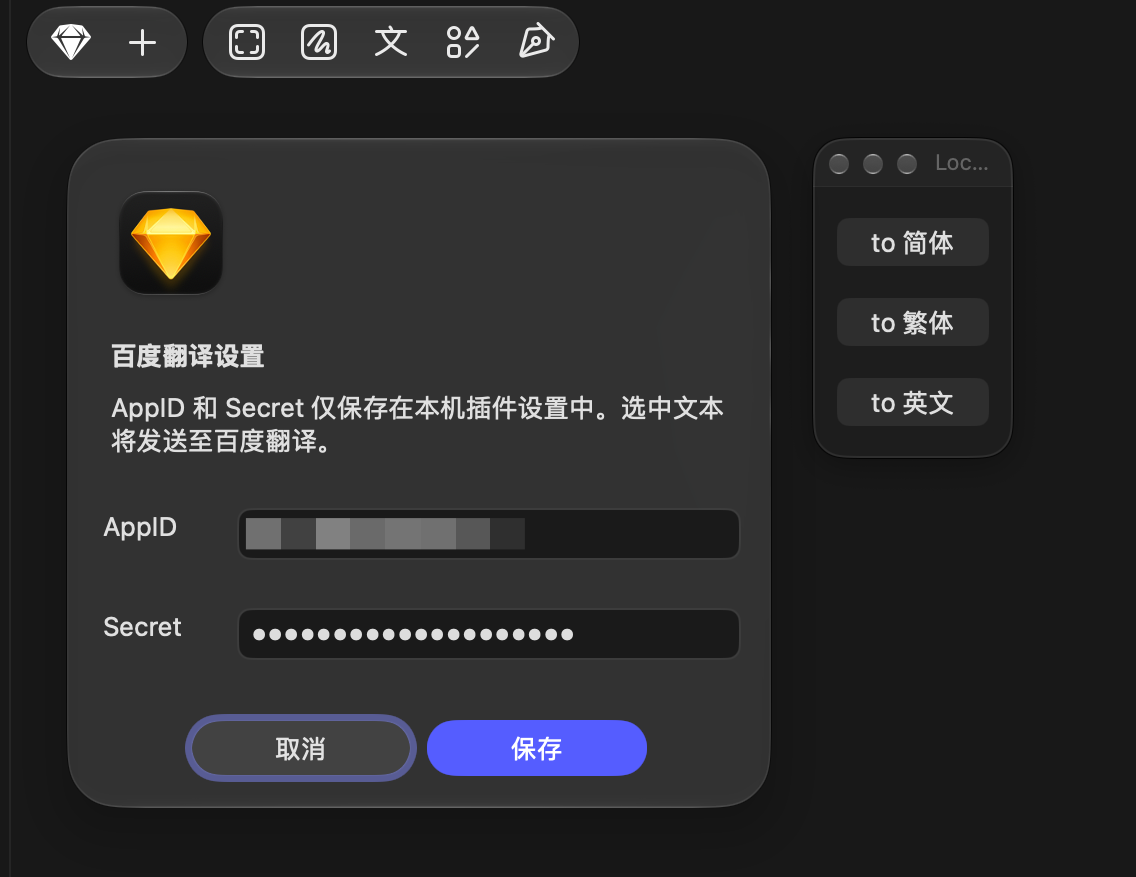 文
Loc...
to 简体
to 繁体
to 英文
百度翻译设置
AppID 和 Secret 仅保存在本机插件设置中。选中文本
将发送至百度翻译。
AppID
Secret
取消
保存